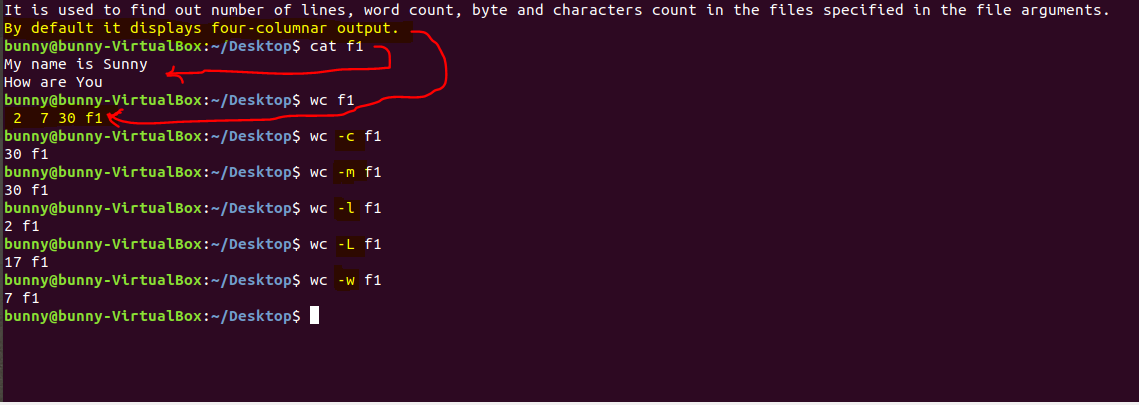 It is used to find out number of lines, word count, byte and characters count in the files specified in the file arguments.
By default it displays four-columnar output.
bunny@bunny-VirtualBox:~/Desktop$ cat f1
My name is Sunny
How are You
bunny@bunny-VirtualBox:~/Desktop$ wc f1
 2  7 30 f1
bunny@bunny-VirtualBox:~/Desktop$ wc -c f1
30 f1
bunny@bunny-VirtualBox:~/Desktop$ wc -m f1
30 f1
bunny@bunny-VirtualBox:~/Desktop$ wc -l f1
2 f1
bunny@bunny-VirtualBox:~/Desktop$ wc -L f1
17 f1
bunny@bunny-VirtualBox:~/Desktop$ wc -w f1
7 f1
bunny@bunny-VirtualBox:~/Desktop$